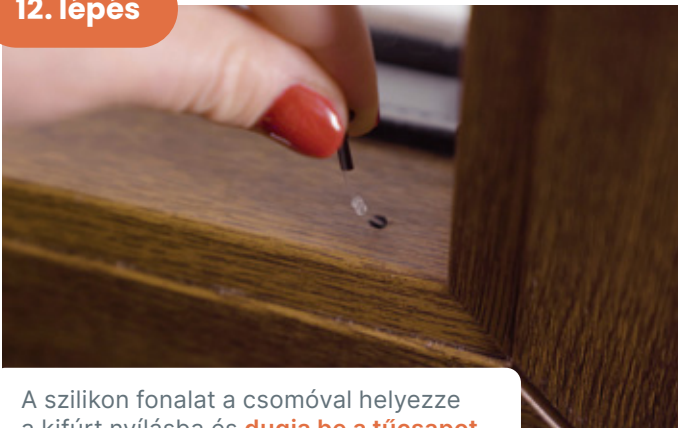 12. lépés
A szilikon fonalat a csomóval helyezze
a kifúrt nyílásba és dugja be a tűcsapot